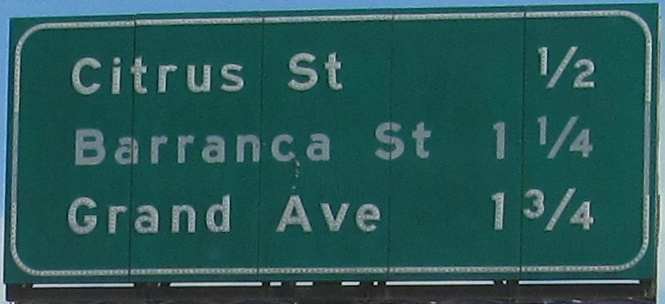 Citrus St 1/2
Barranca St 1 1/4
Grand Ave 1 3/4